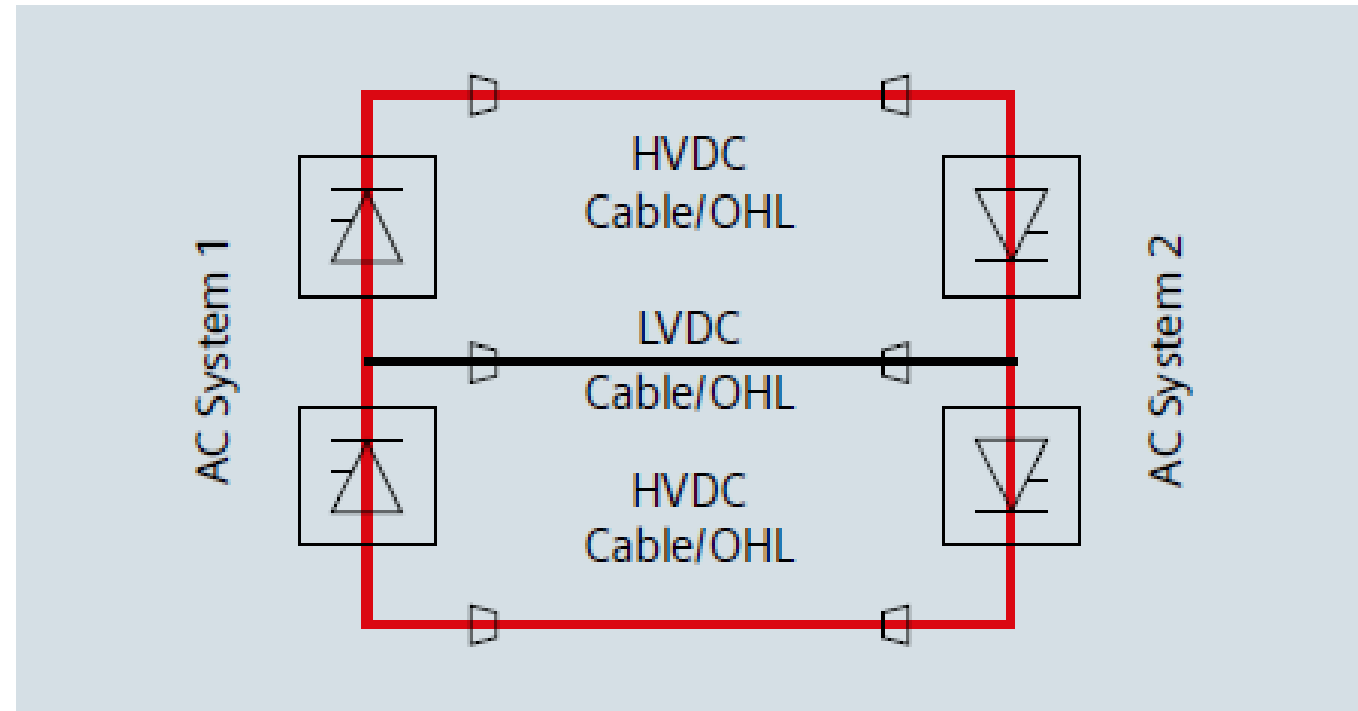 HVDC
Cable/OHL
AC System 1
LVDC
Cable/OHL
AC System 2
HVDC
Cable/OHL